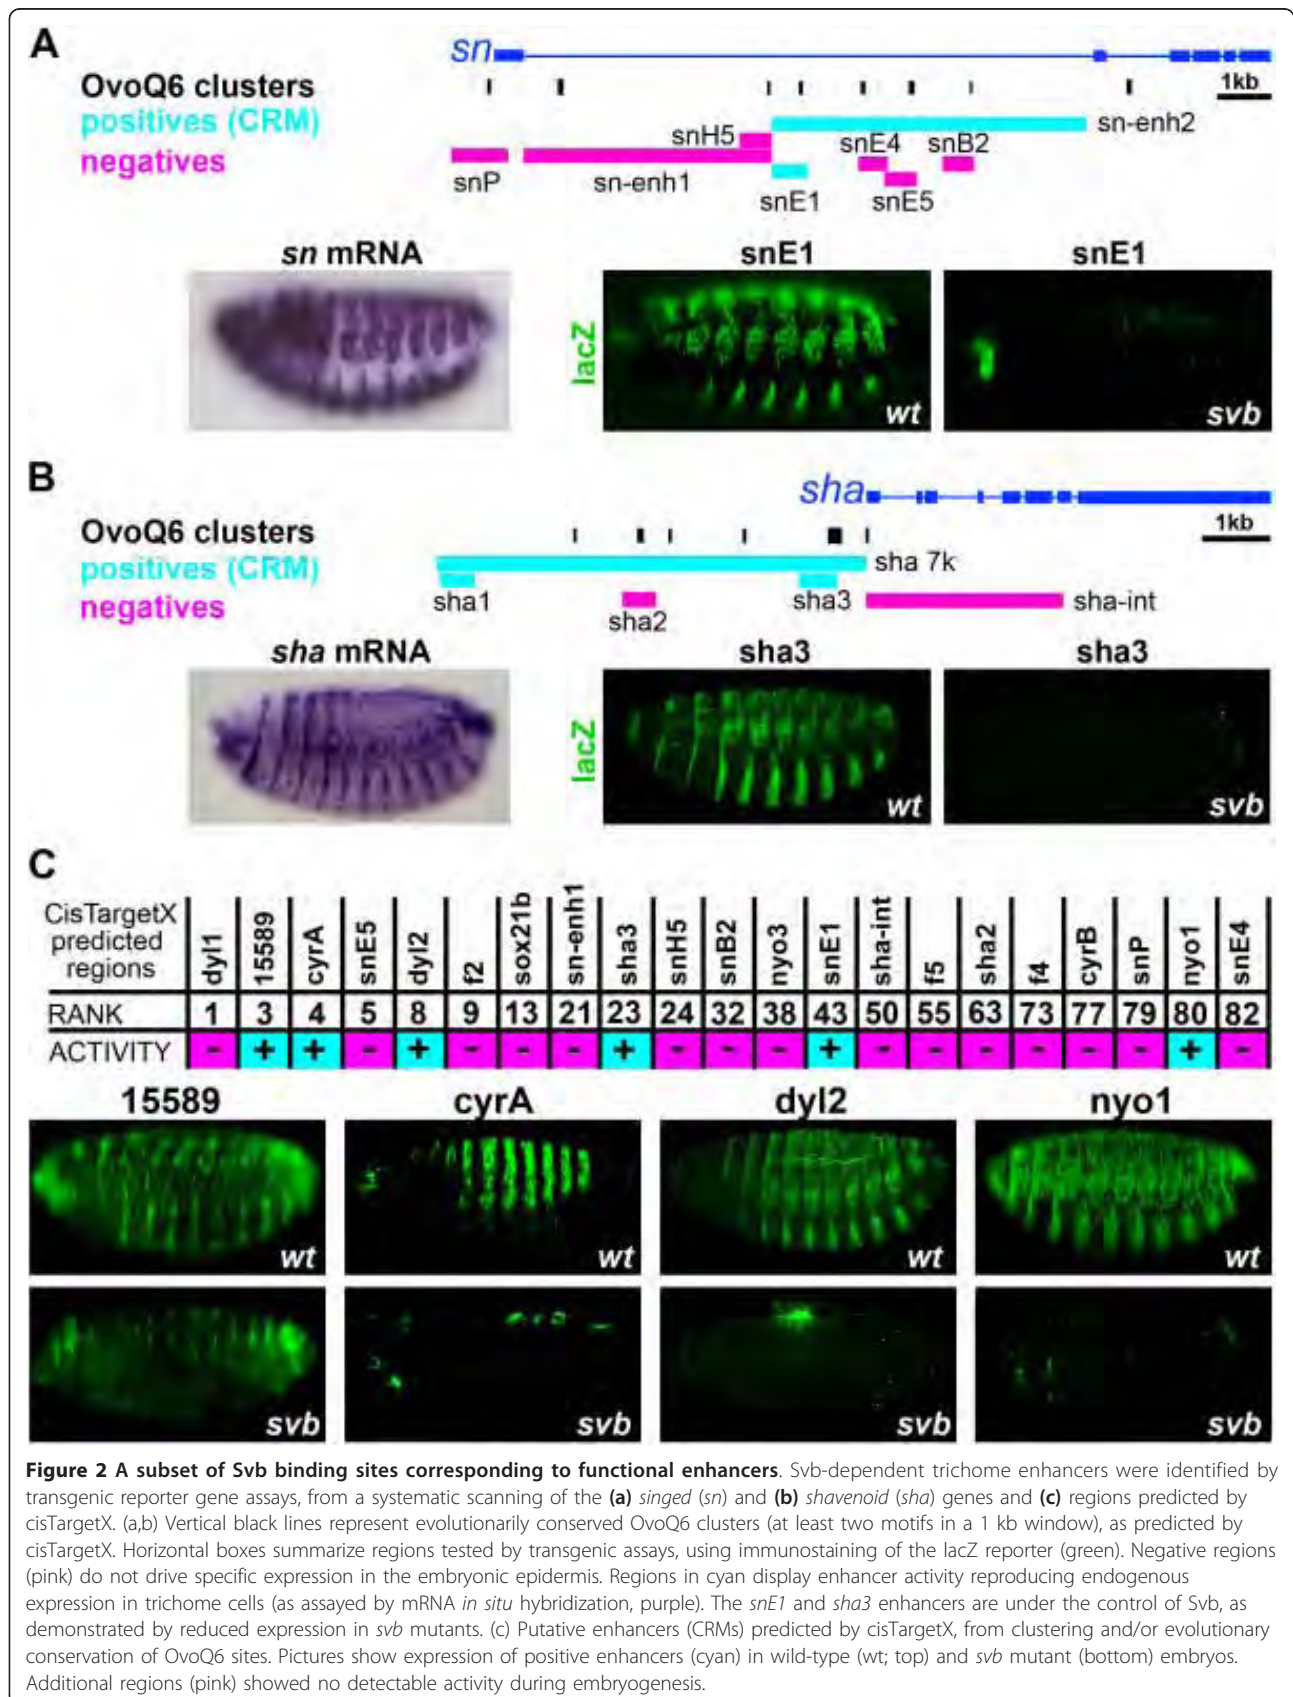 A
sn
OvoQ6 clusters
1kb
positives (CRM)
sn-enh2
negatives
snH5
snE4
snB2
snP
sn-enh1
snE1
snE5
sn mRNA
snE1
snE1
lacZ
wt
svb
B
sha
OvoQ6 clusters
1kb
positives (CRM)
sha 7k
negatives
sha1
sha2
sha3
sha-int
sha mRNA
sha3
sha3
lacZ
wt
svb
C
CisTargetX predicted regions dyl1 15589 cyrA snE5 dyl2 f2 sox21b sn-enh1 sha3 snH5 snB2 nyo3 snE1 sha-int f5 sha2 f4 cyrB snP nyo1 snE4
RANK 1 3 4 5 8 9 13 21 23 24 32 38 43 50 55 63 73 77 79 80 82
ACTIVITY - + + - + - - - + - - - + - - - - - - + -
15589 cyrA dyl2 nyo1
wt wt wt wt
svb svb svb svb
Figure 2 A subset of Svb binding sites corresponding to functional enhancers. Svb-dependent trichome enhancers were identified by
transgenic reporter gene assays, from a systematic scanning of the (a) singed (sn) and (b) shavenoid (sha) genes and (c) regions predicted by
cisTargetX. (a,b) Vertical black lines represent evolutionarily conserved OvoQ6 clusters (at least two motifs in a 1 kb window), as predicted by
cisTargetX. Horizontal boxes summarize regions tested by transgenic assays, using immunostaining of the lacZ reporter (green). Negative regions
(pink) do not drive specific expression in the embryonic epidermis. Regions in cyan display enhancer activity reproducing endogenous
expression in trichome cells (as assayed by mRNA in situ hybridization, purple). The snE1 and sha3 enhancers are under the control of Svb, as
demonstrated by reduced expression in svb mutants. (c) Putative enhancers (CRMs) predicted by cisTargetX, from clustering and/or evolutionary
conservation of OvoQ6 sites. Pictures show expression of positive enhancers (cyan) in wild-type (wt; top) and svb mutant (bottom) embryos.
Additional regions (pink) showed no detectable activity during embryogenesis.